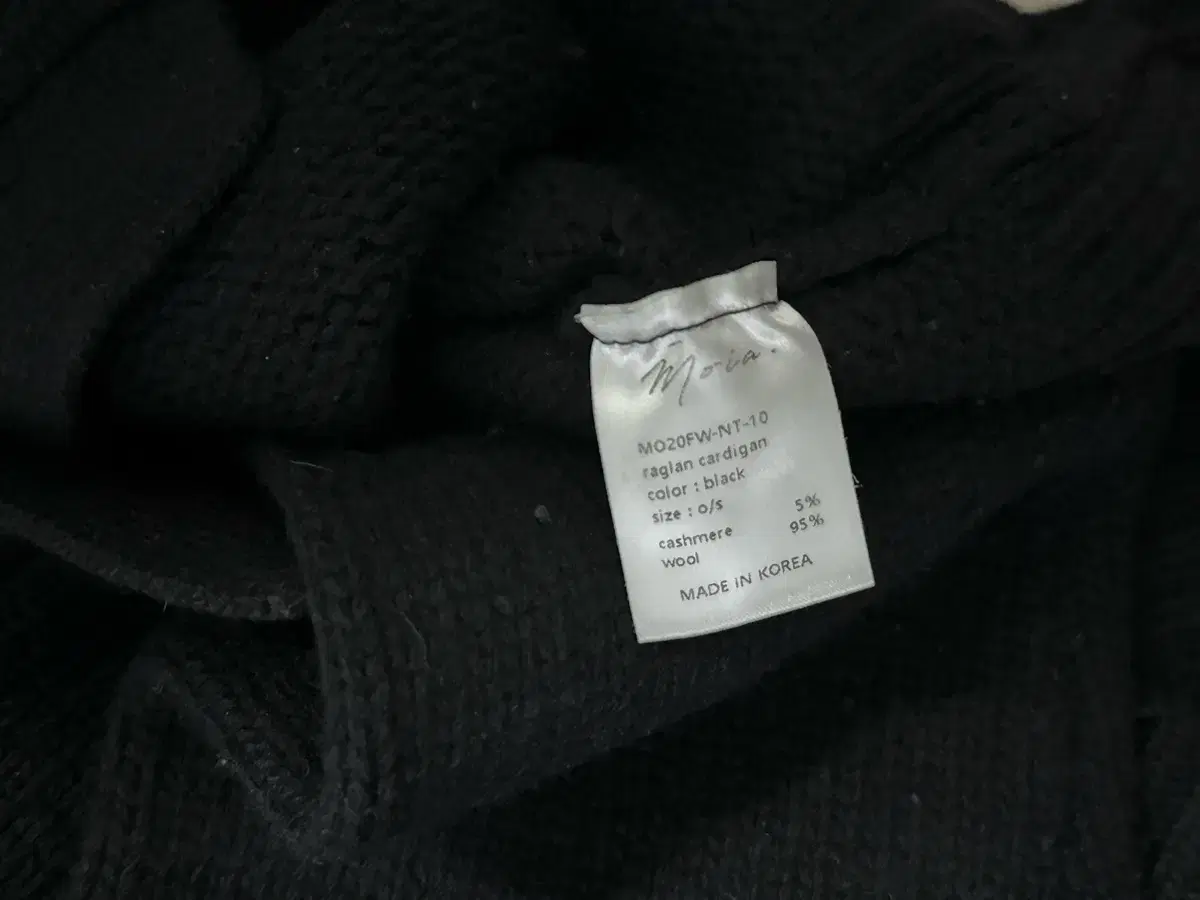 Moia.
MO20FW-NT-10
raglan cardigan
color : black
size : o/s
cashmere 5%
wool 95%
MADE IN KOREA